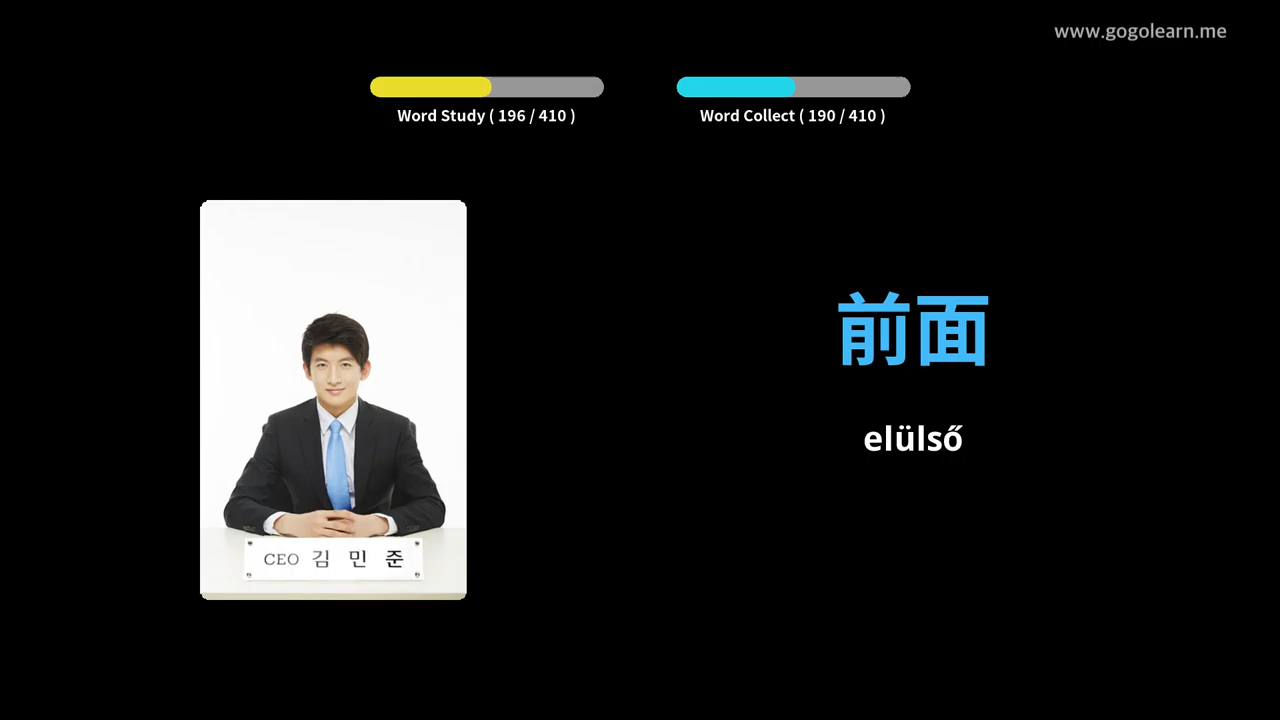 www.gogolearn.me
Word Study ( 196 / 410 )
Word Collect ( 190 / 410 )
前面
elülső
CEO 김 민 준